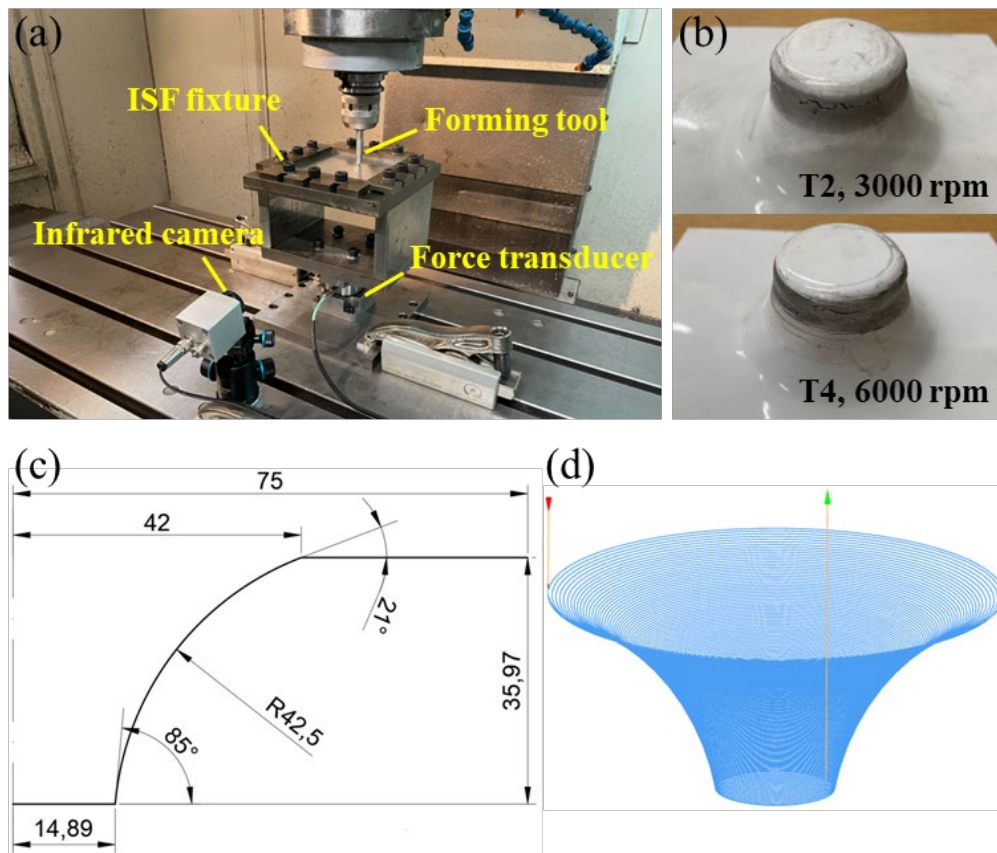 (a)
ISF fixture
Forming tool
Infrared camera
Force transducer
(b)
T2, 3000 rpm
T4, 6000 rpm
(c)
75
42
21°
35,97
R42,5
85°
14,89
(d)